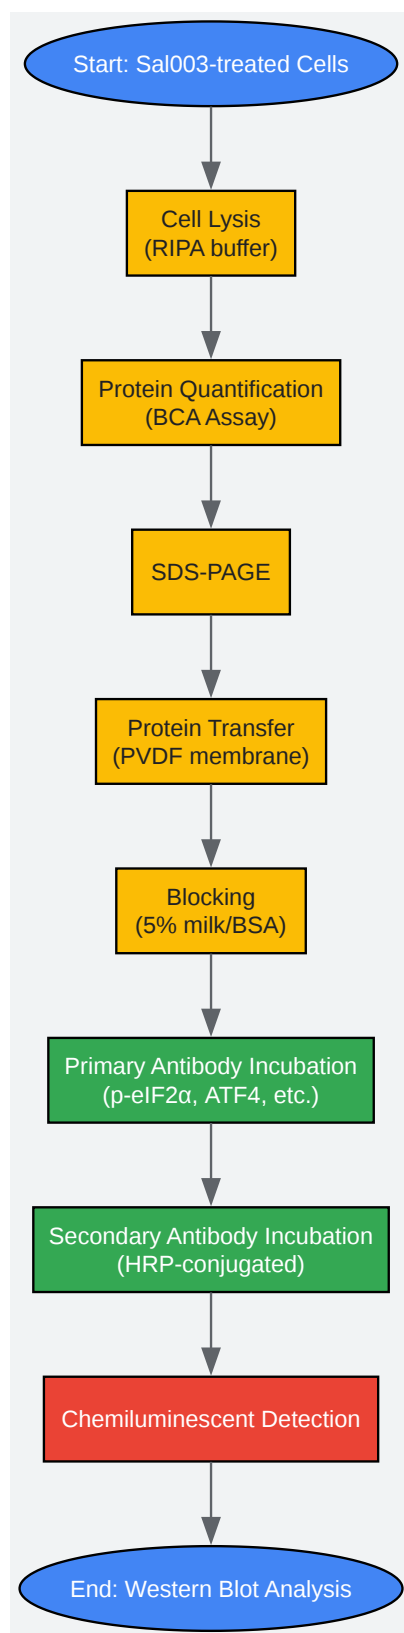 Start: Sal003-treated Cells
Cell Lysis
(RIPA buffer)
Protein Quantification
(BCA Assay)
SDS-PAGE
Protein Transfer
(PVDF membrane)
Blocking
(5% milk/BSA)
Primary Antibody Incubation
(p-eIF2α, ATF4, etc.)
Secondary Antibody Incubation
(HRP-conjugated)
Chemiluminescent Detection
End: Western Blot Analysis